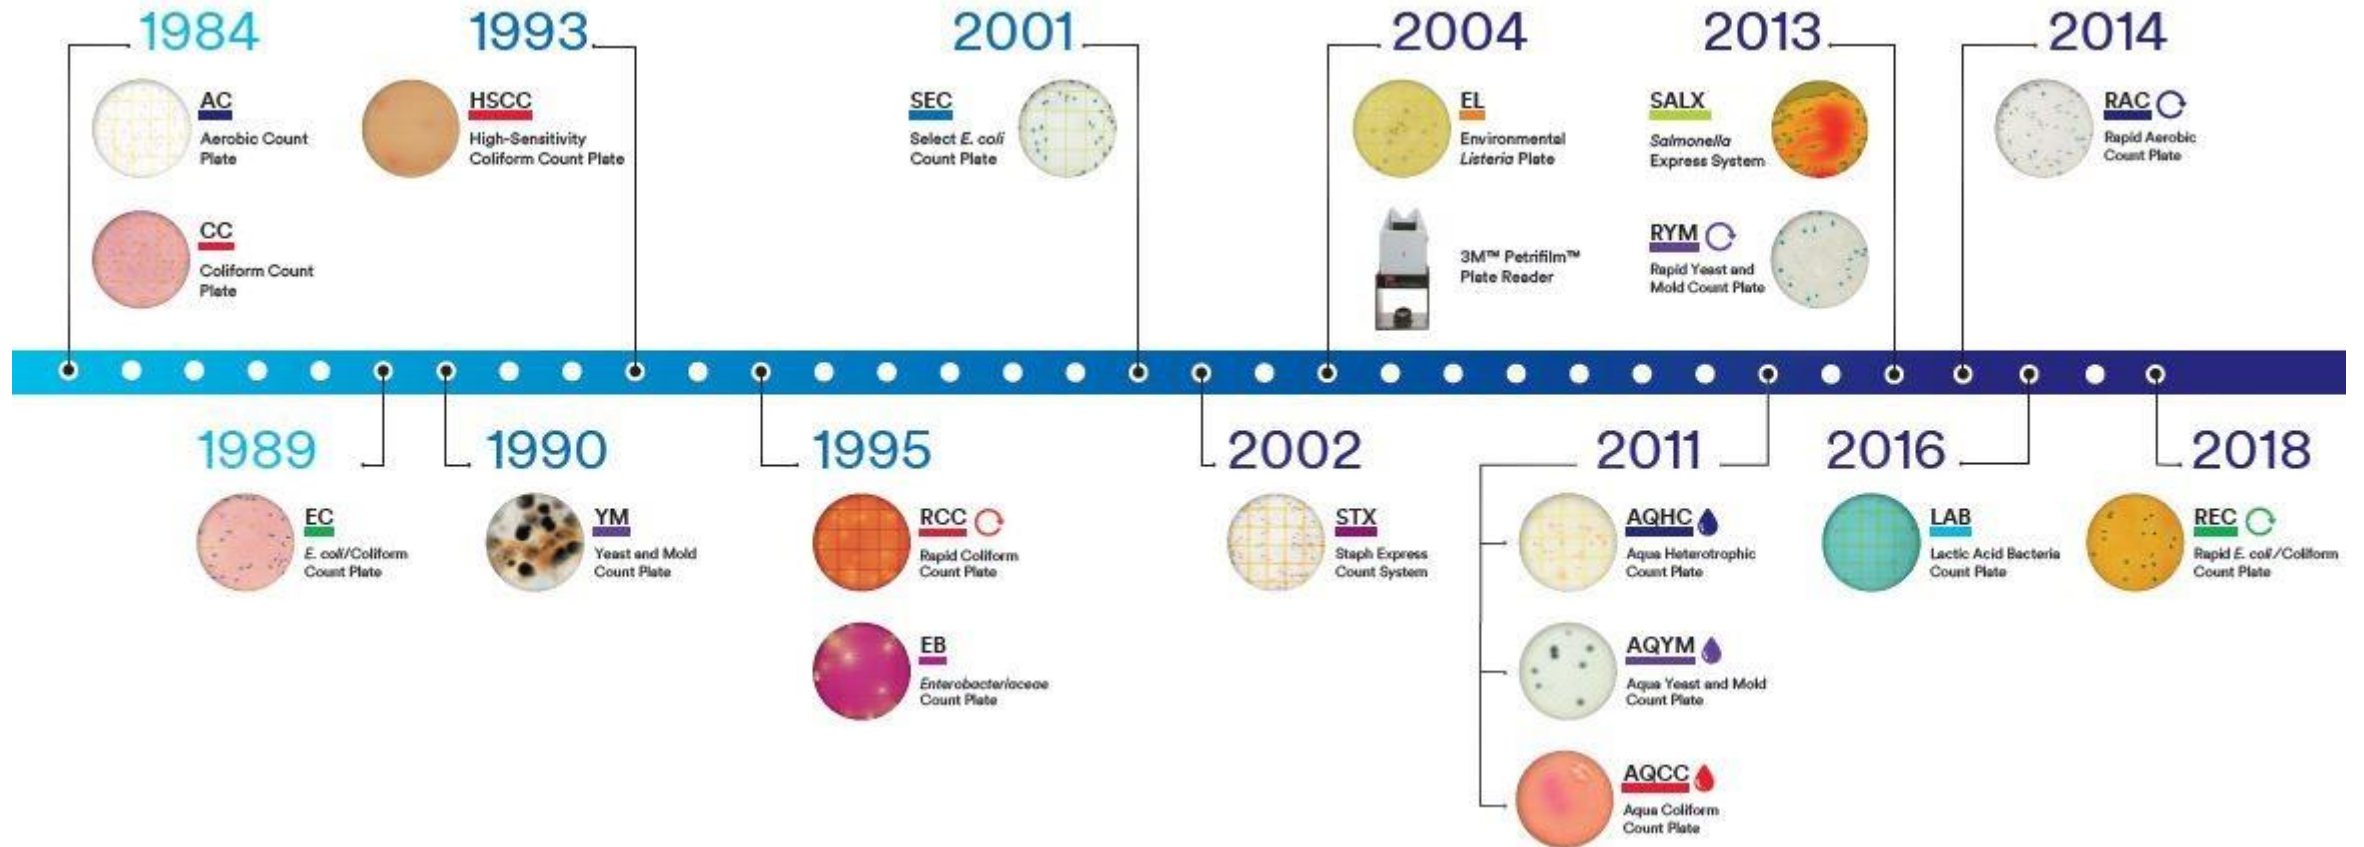 1984
AC
Aerobic Count
Plate
CC
Coliform Count
Plate
1993
HSCC
High-Sensitivity
Coliform Count Plate
2001
SEC
Select E. coli
Count Plate
2004
EL
Environmental
Listeria Plate
3M™ Petrifilm™
Plate Reader
2013
SALX
Salmonella
Express System
RYM
Rapid Yeast and
Mold Count Plate
2014
RAC
Rapid Aerobic
Count Plate
1989
EC
E. coli/Coliform
Count Plate
1990
YM
Yeast and Mold
Count Plate
1995
RCC
Rapid Coliform
Count Plate
EB
Enterobacteriaceae
Count Plate
2002
STX
Staph Express
Count System
2011
AQHC
Aqua Heterotrophic
Count Plate
AQYM
Aqua Yeast and Mold
Count Plate
AQCC
Aqua Coliform
Count Plate
2016
LAB
Lactic Acid Bacteria
Count Plate
2018
REC
Rapid E. coli/Coliform
Count Plate